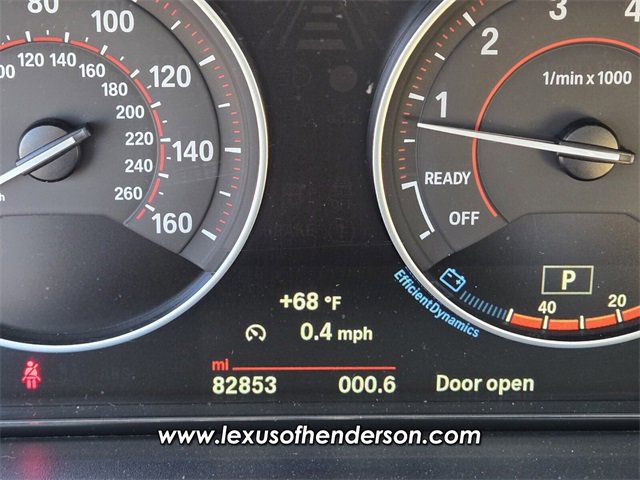 80 100 120 140 160
100 120 140 160 180 200 220 240 260
1 2 3 4
1/min x 1000
READY
OFF
P
EfficientDynamics
40 20
+68 °F
0.4 mph
mi
82853 000.6 Door open
www.lexusofhenderson.com